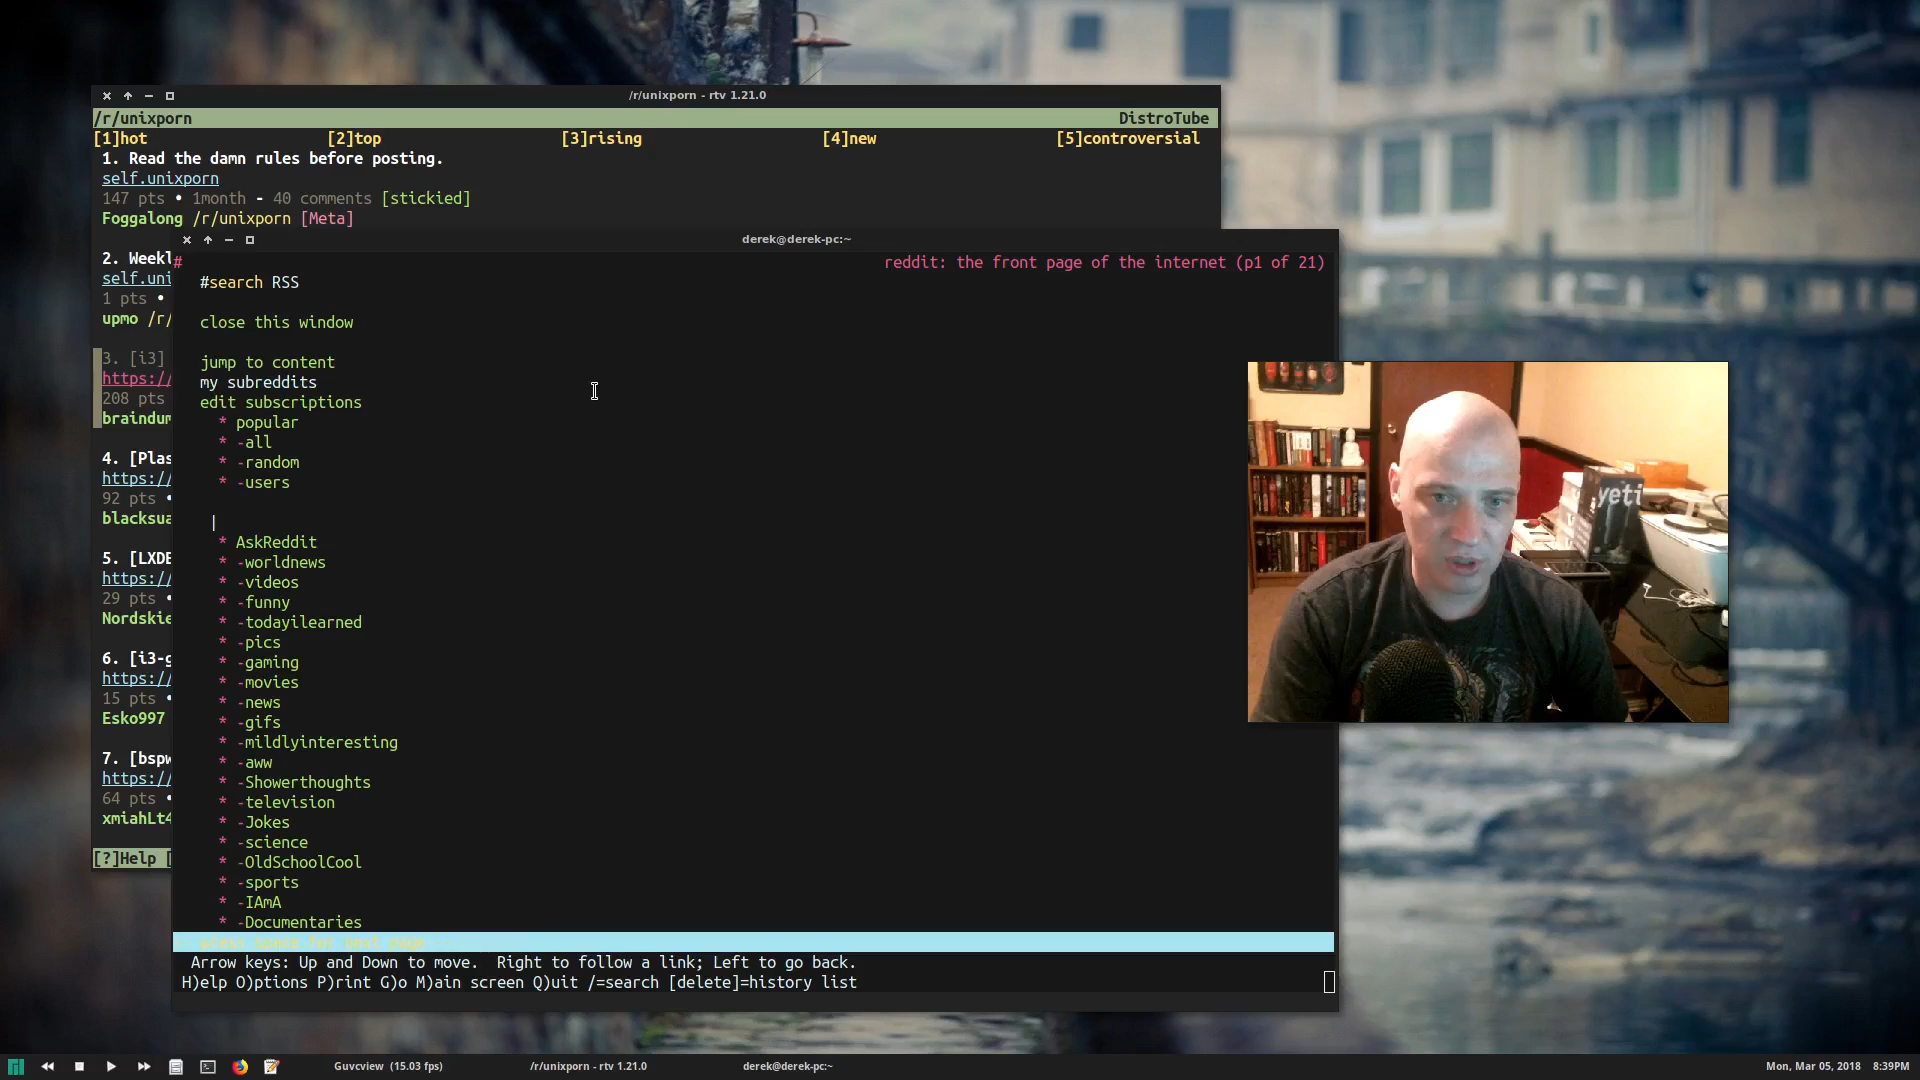 /r/unixporn - rtv 1.21.0
/r/unixporn DistroTube
[1]hot [2]top [3]rising [4]new [5]controversial
1. Read the damn rules before posting.
self.unixporn
147 pts • 1month - 40 comments [stickied]
Foggalong /r/unixporn [Meta]
2. Weekl
self.uni
1 pts •
upmo /r/
3. [i3]
https://
208 pts
braindum
4. [Plas
https://
92 pts •
blacksua
5. [LXDE
https://
29 pts •
Nordskie
6. [i3-g
https://
15 pts •
Esko997
7. [bspw
https://
64 pts •
xmiahLt4
[?]Help [
derek@derek-pc:~
# reddit: the front page of the internet (p1 of 21)
#search RSS
close this window
jump to content
my subreddits
edit subscriptions
* popular
* -all
* -random
* -users
|
* AskReddit
* -worldnews
* -videos
* -funny
* -todayilearned
* -pics
* -gaming
* -movies
* -news
* -gifs
* -mildlyinteresting
* -aww
* -Showerthoughts
* -television
* -Jokes
* -science
* -OldSchoolCool
* -sports
* -IAmA
* -Documentaries
-- press space for next page --
Arrow keys: Up and Down to move. Right to follow a link; Left to go back.
H)elp O)ptions P)rint G)o M)ain screen Q)uit /=search [delete]=history list
yeti
Guvcview (15.03 fps) /r/unixporn - rtv 1.21.0 derek@derek-pc:~ Mon, Mar 05, 2018 8:39PM